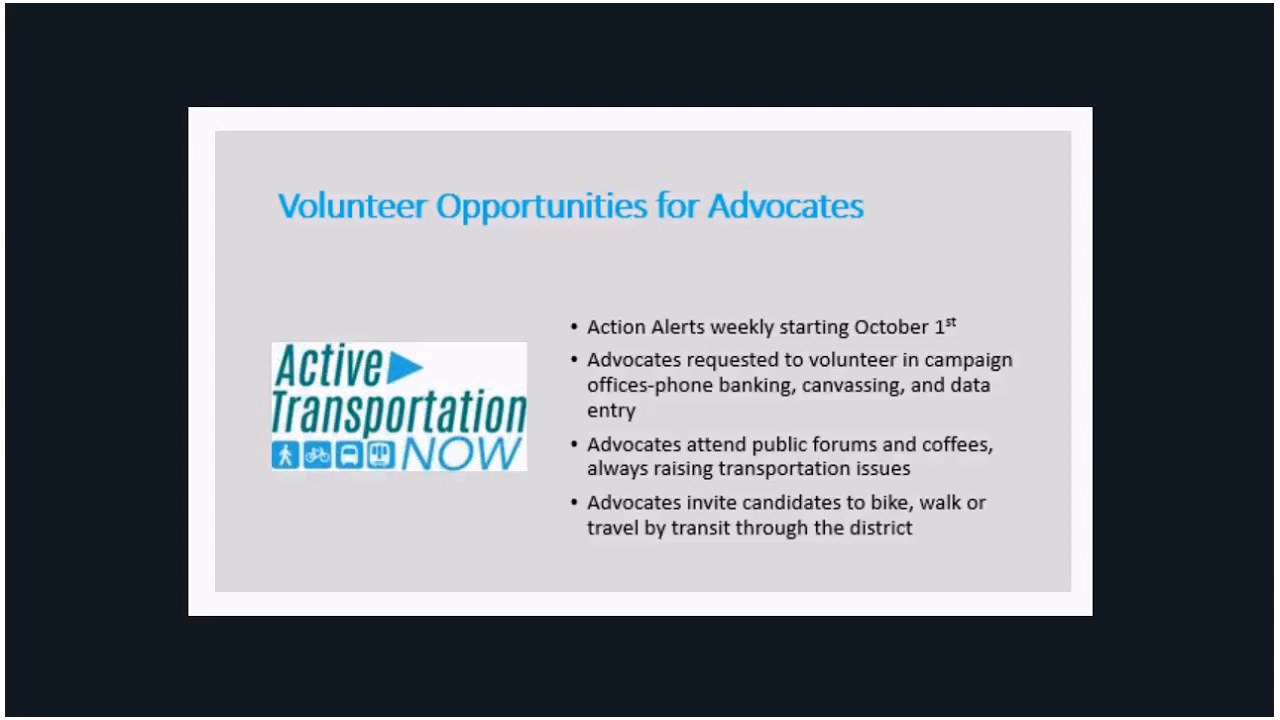 Volunteer Opportunities for Advocates
Active
Transportation
NOW
• Action Alerts weekly starting October 1st
• Advocates requested to volunteer in campaign
offices-phone banking, canvassing, and data
entry
• Advocates attend public forums and coffees,
always raising transportation issues
• Advocates invite candidates to bike, walk or
travel by transit through the district